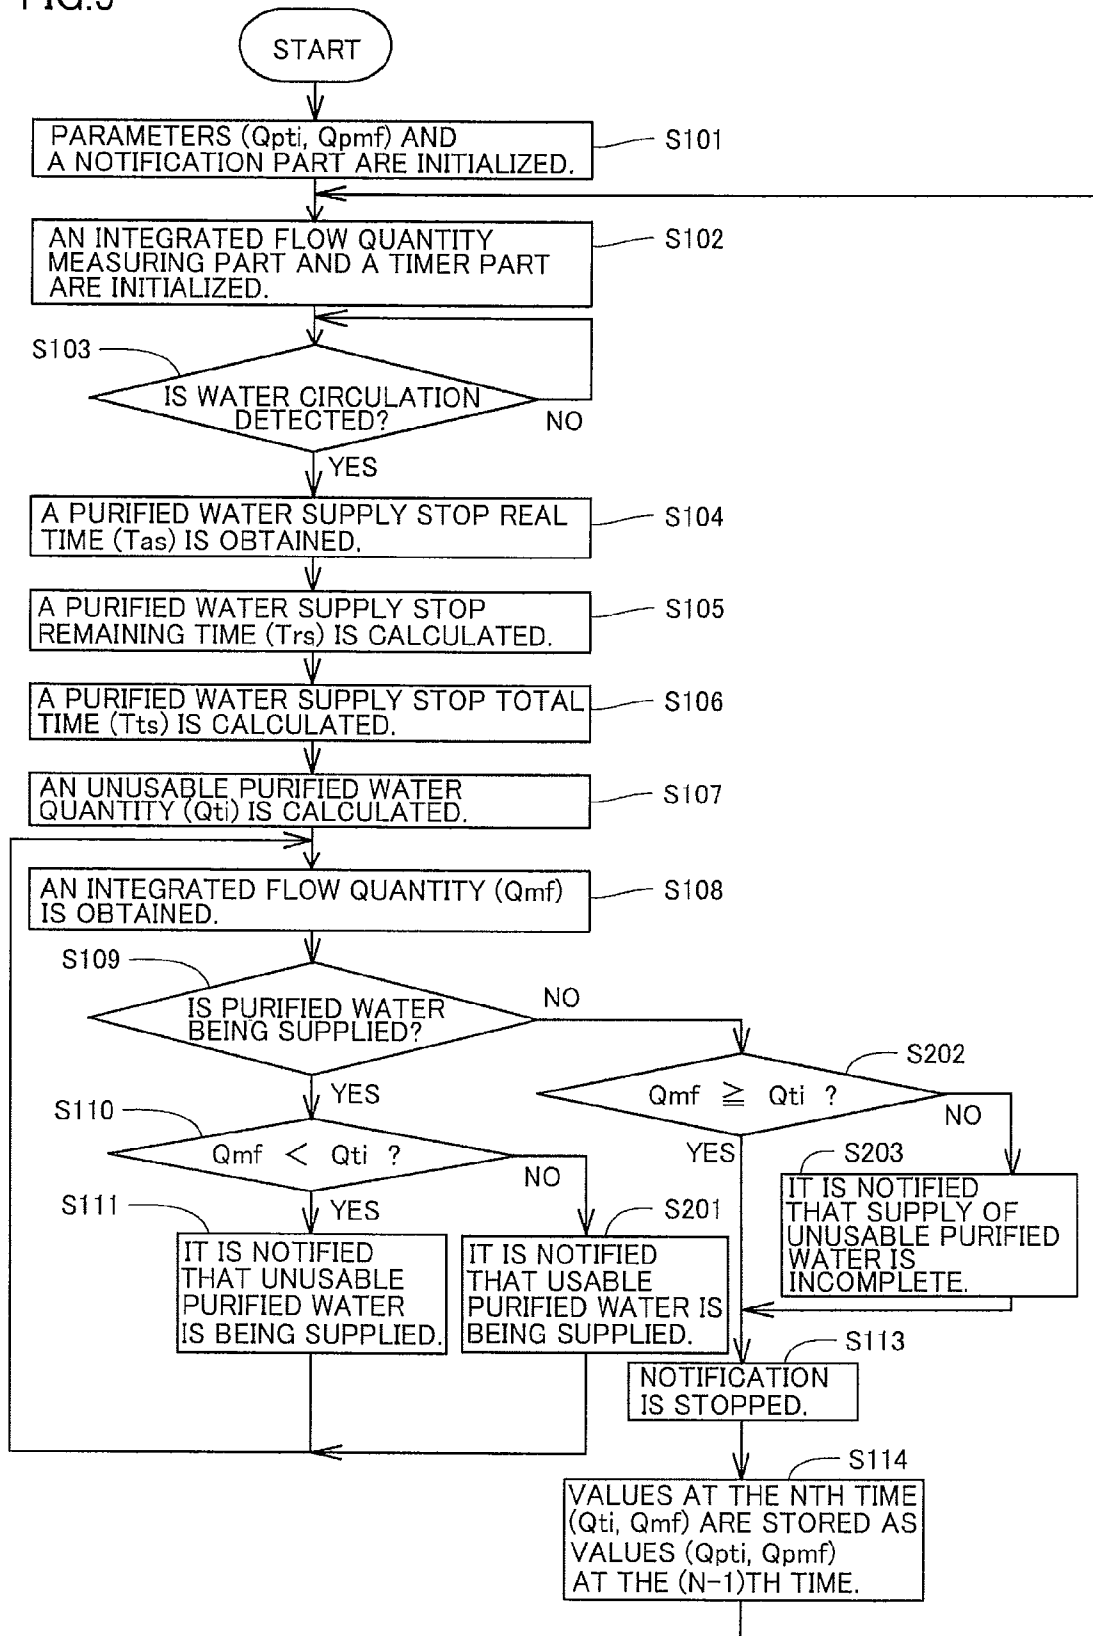 FIG.5
START
PARAMETERS (Qpti, Qpmf) AND
A NOTIFICATION PART ARE INITIALIZED.
S101
AN INTEGRATED FLOW QUANTITY
MEASURING PART AND A TIMER PART
ARE INITIALIZED.
S102
S103
IS WATER CIRCULATION
DETECTED?
NO
YES
A PURIFIED WATER SUPPLY STOP REAL
TIME (Tas) IS OBTAINED.
S104
A PURIFIED WATER SUPPLY STOP
REMAINING TIME (Trs) IS CALCULATED.
S105
A PURIFIED WATER SUPPLY STOP TOTAL
TIME (Tts) IS CALCULATED.
S106
AN UNUSABLE PURIFIED WATER
QUANTITY (Qti) IS CALCULATED.
S107
AN INTEGRATED FLOW QUANTITY (Qmf)
IS OBTAINED.
S108
S109
IS PURIFIED WATER
BEING SUPPLIED?
NO
YES
S202
Qmf ≧ Qti ?
NO
YES
S110
Qmf < Qti ?
NO
YES
S203
IT IS NOTIFIED
THAT SUPPLY OF
UNUSABLE PURIFIED
WATER IS
INCOMPLETE.
S111
IT IS NOTIFIED
THAT UNUSABLE
PURIFIED WATER
IS BEING SUPPLIED.
S201
IT IS NOTIFIED
THAT USABLE
PURIFIED WATER IS
BEING SUPPLIED.
S113
NOTIFICATION
IS STOPPED.
S114
VALUES AT THE NTH TIME
(Qti, Qmf) ARE STORED AS
VALUES (Qpti, Qpmf)
AT THE (N-1)TH TIME.